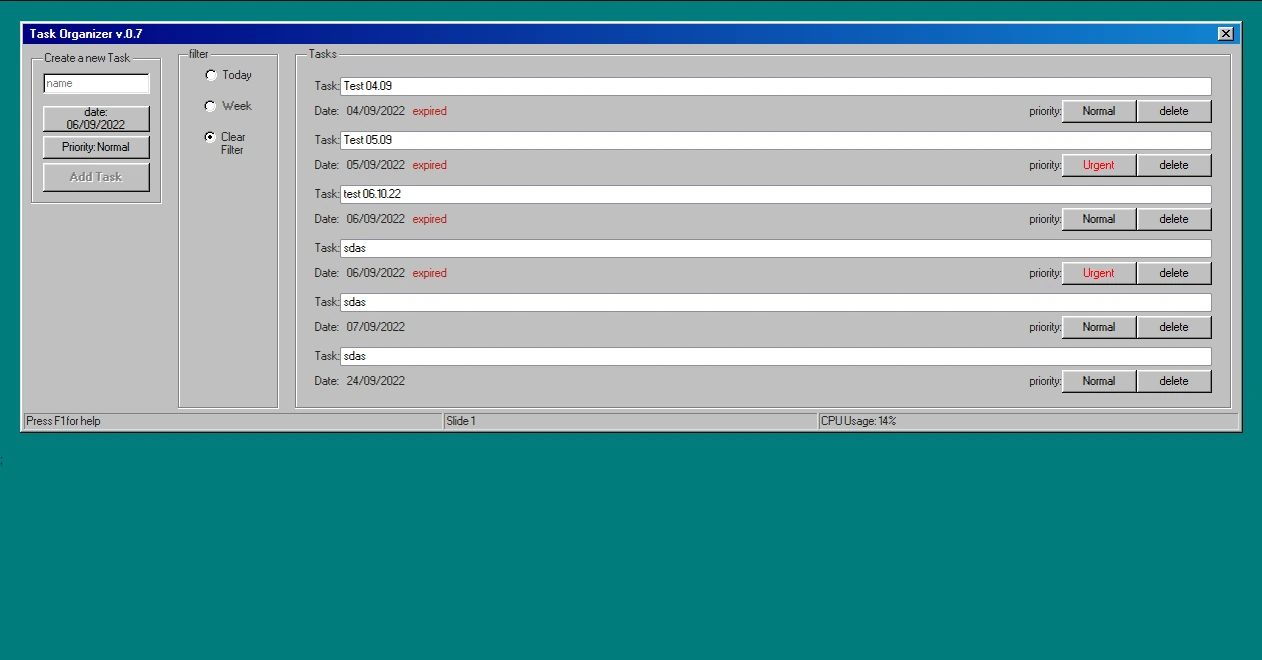 Task Organizer v.0.7
Create a new Task
name
date:
06/09/2022
Priority: Normal
Add Task
filter
Today
Week
Clear
Filter
Tasks
Task: Test 04.09
Date: 04/09/2022 expired priority: Normal delete
Task: Test 05.09
Date: 05/09/2022 expired priority: Urgent delete
Task: test 06.10.22
Date: 06/09/2022 expired priority: Normal delete
Task: sdas
Date: 06/09/2022 expired priority: Urgent delete
Task: sdas
Date: 07/09/2022 priority: Normal delete
Task: sdas
Date: 24/09/2022 priority: Normal delete
Press F1 for help Slide 1 CPU Usage: 14%
;